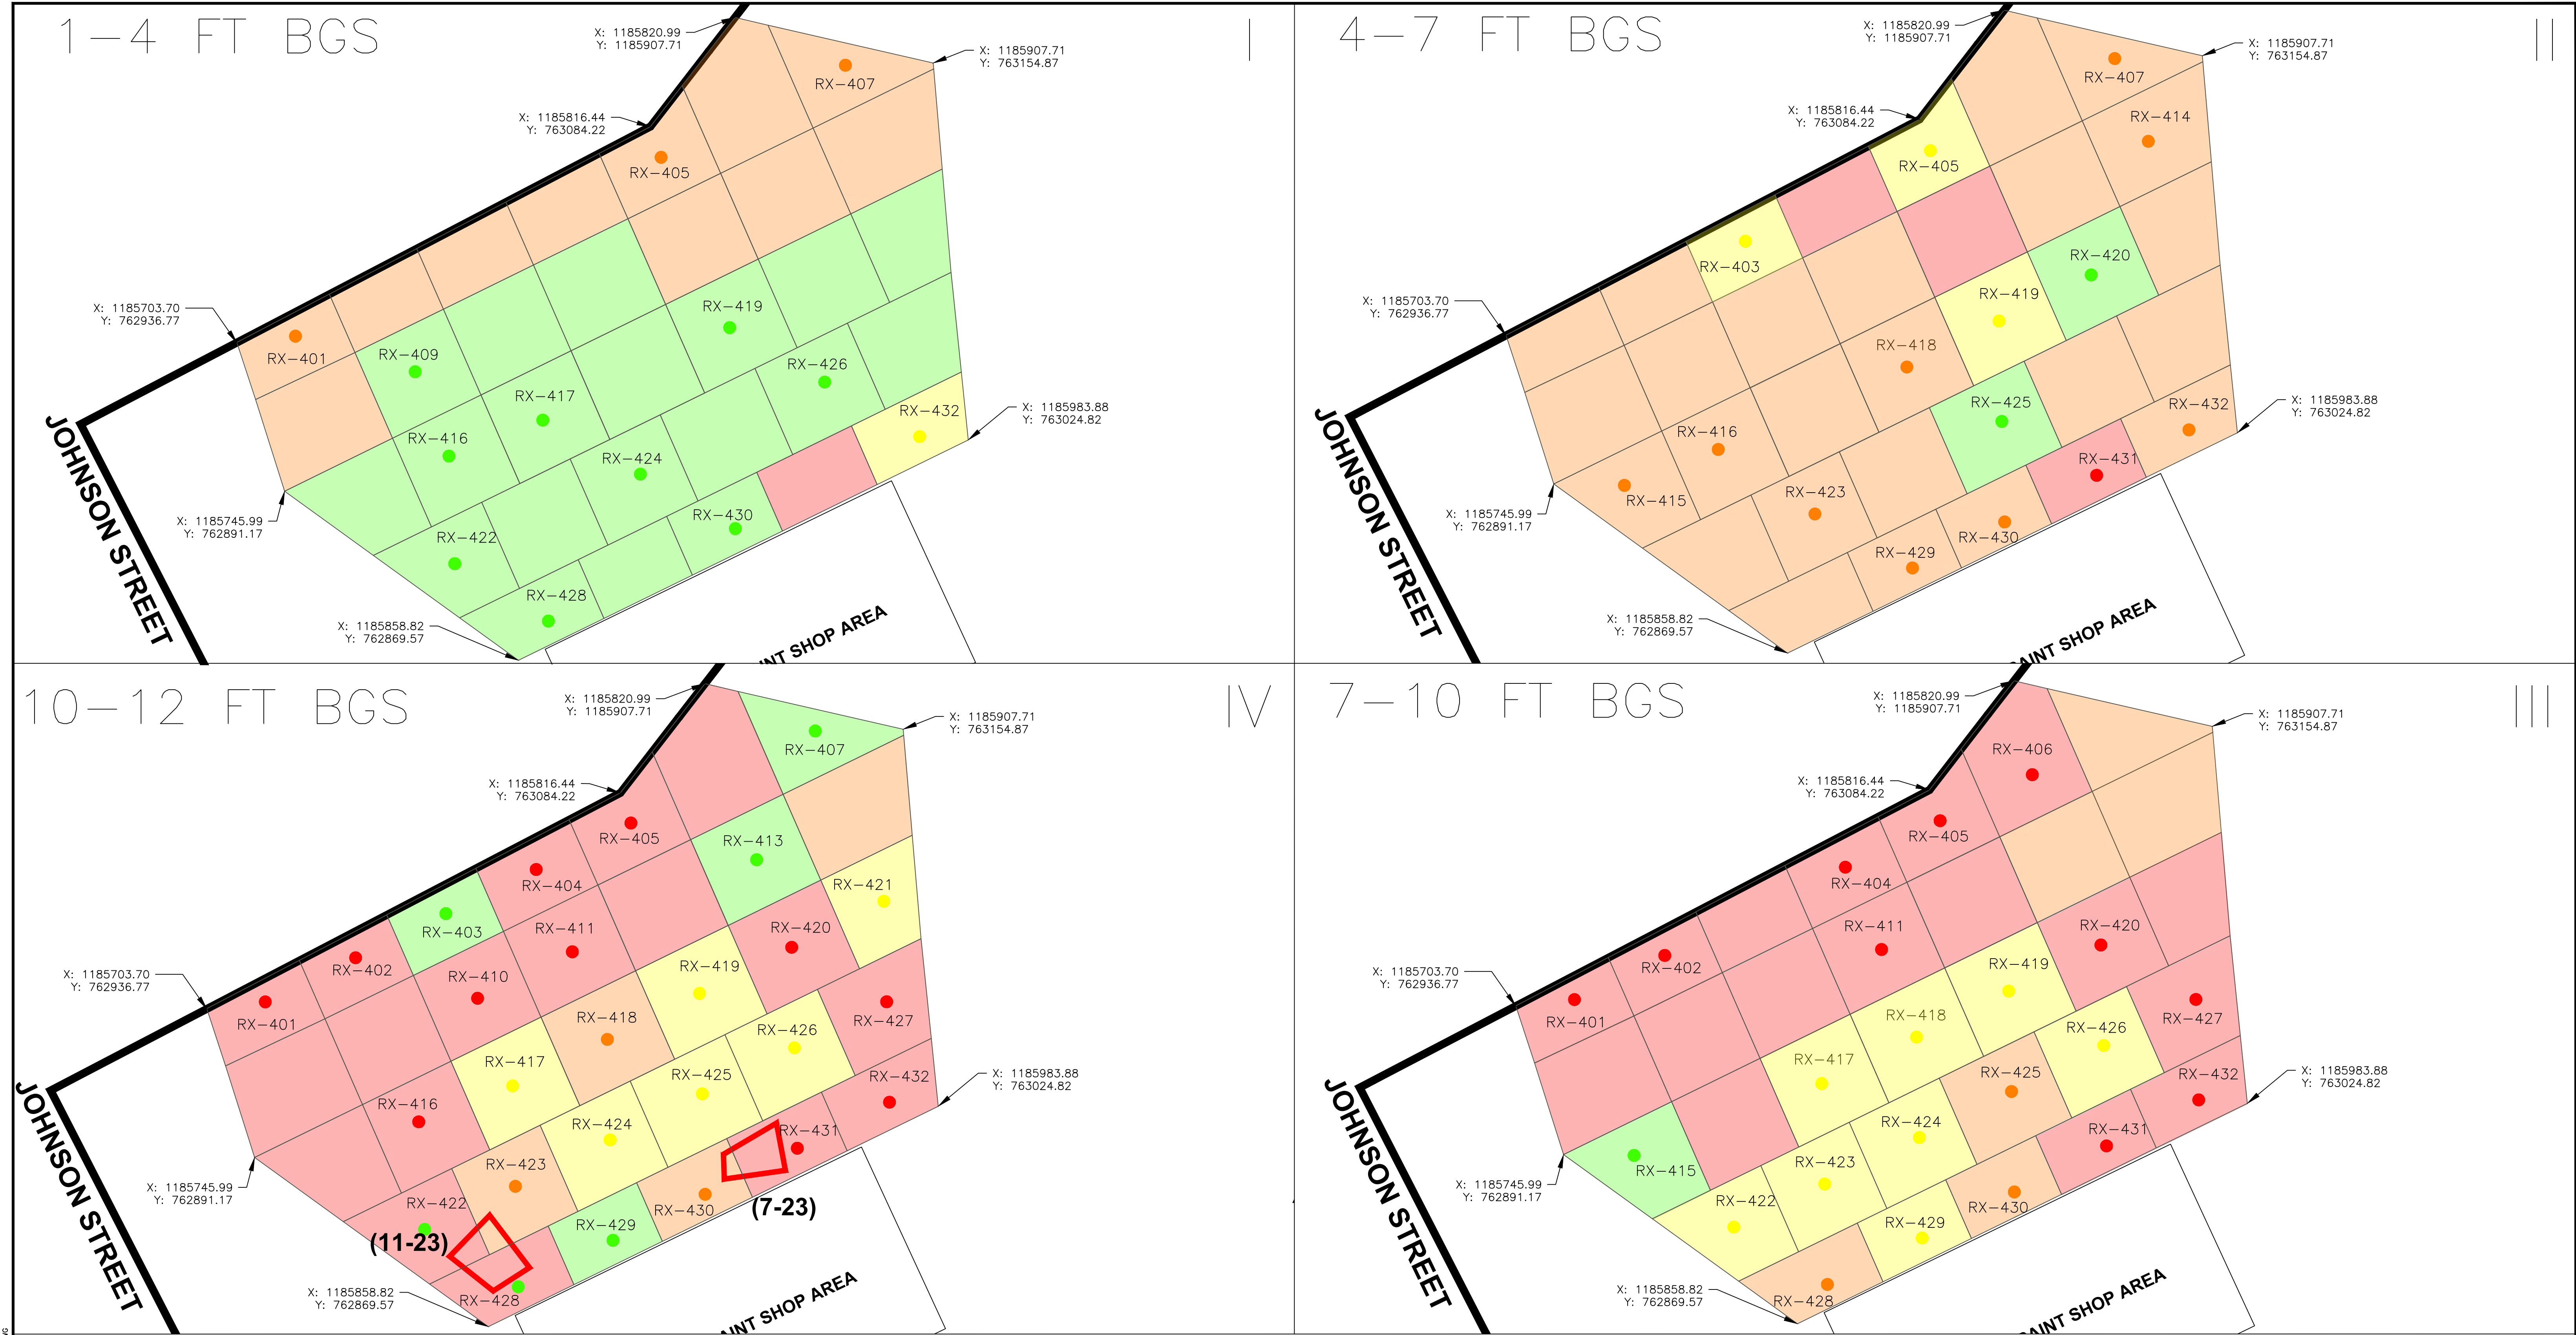 1-4 FT BGS
I
X: 1185820.99
Y: 1185907.71
X: 1185907.71
Y: 763154.87
RX-407
X: 1185816.44
Y: 763084.22
RX-405
X: 1185703.70
Y: 762936.77
RX-401
RX-409
RX-419
RX-426
RX-417
RX-432
X: 1185983.88
Y: 763024.82
RX-416
RX-424
RX-430
RX-422
RX-428
X: 1185745.99
Y: 762891.17
X: 1185858.82
Y: 762869.57
JOHNSON STREET
INT SHOP AREA
4-7 FT BGS
II
X: 1185820.99
Y: 1185907.71
X: 1185907.71
Y: 763154.87
RX-407
RX-414
X: 1185816.44
Y: 763084.22
RX-405
RX-403
RX-420
RX-419
X: 1185703.70
Y: 762936.77
RX-418
RX-425
RX-432
X: 1185983.88
Y: 763024.82
RX-416
RX-431
RX-415
RX-423
RX-430
RX-429
X: 1185745.99
Y: 762891.17
X: 1185858.82
Y: 762869.57
JOHNSON STREET
AINT SHOP AREA
10-12 FT BGS
IV
X: 1185820.99
Y: 1185907.71
X: 1185907.71
Y: 763154.87
RX-407
X: 1185816.44
Y: 763084.22
RX-405
RX-413
RX-404
RX-421
RX-403
RX-411
RX-420
RX-402
RX-410
RX-419
X: 1185703.70
Y: 762936.77
RX-401
RX-418
RX-427
RX-426
RX-417
RX-425
RX-432
X: 1185983.88
Y: 763024.82
RX-416
RX-424
RX-431
RX-423
RX-422
RX-430
(7-23)
RX-429
(11-23)
RX-428
X: 1185745.99
Y: 762891.17
X: 1185858.82
Y: 762869.57
JOHNSON STREET
INT SHOP AREA
7-10 FT BGS
III
X: 1185820.99
Y: 1185907.71
X: 1185907.71
Y: 763154.87
RX-406
X: 1185816.44
Y: 763084.22
RX-405
RX-404
RX-411
RX-420
RX-402
RX-419
X: 1185703.70
Y: 762936.77
RX-401
RX-418
RX-427
RX-426
RX-417
RX-425
RX-432
X: 1185983.88
Y: 763024.82
RX-424
RX-431
RX-415
RX-423
RX-422
RX-430
RX-429
RX-428
X: 1185745.99
Y: 762891.17
X: 1185858.82
Y: 762869.57
JOHNSON STREET
AINT SHOP AREA